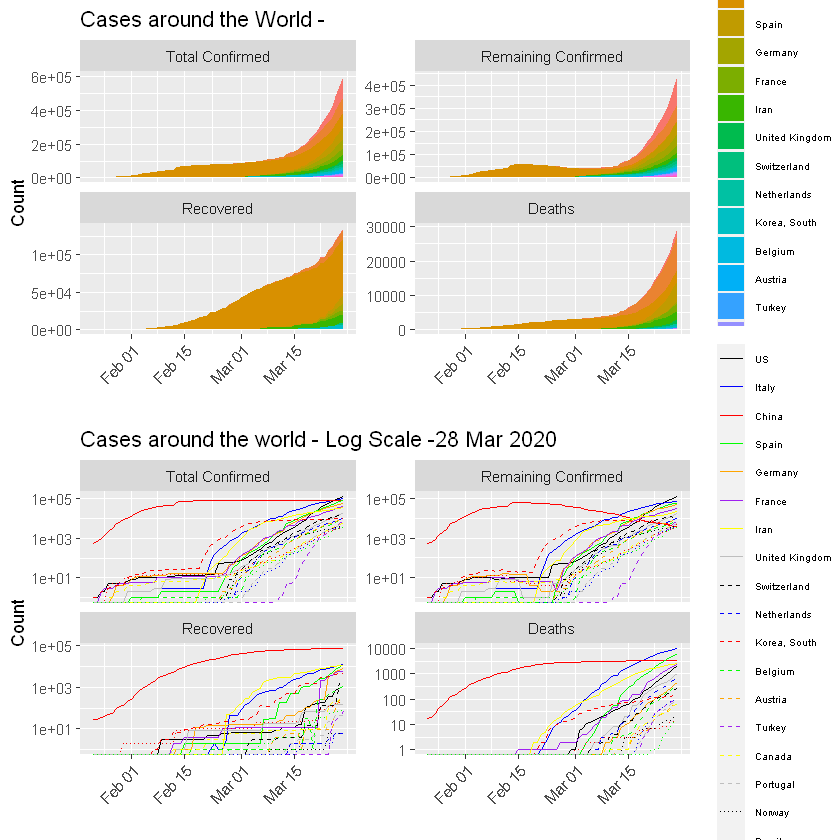 Cases around the World -
Total Confirmed
Remaining Confirmed
6e+05
4e+05
2e+05
0e+00
4e+05
3e+05
2e+05
1e+05
0e+00
Recovered
Deaths
1e+05
5e+04
0e+00
30000
20000
10000
0
Count
Feb 01
Feb 15
Mar 01
Mar 15
Feb 01
Feb 15
Mar 01
Mar 15
Spain
Germany
France
Iran
United Kingdom
Switzerland
Netherlands
Korea, South
Belgium
Austria
Turkey
Cases around the world - Log Scale -28 Mar 2020
Total Confirmed
Remaining Confirmed
1e+05
1e+03
1e+01
1e+05
1e+03
1e+01
Recovered
Deaths
1e+05
1e+03
1e+01
10000
1000
100
10
1
Count
Feb 01
Feb 15
Mar 01
Mar 15
Feb 01
Feb 15
Mar 01
Mar 15
US
Italy
China
Spain
Germany
France
Iran
United Kingdom
Switzerland
Netherlands
Korea, South
Belgium
Austria
Turkey
Canada
Portugal
Norway